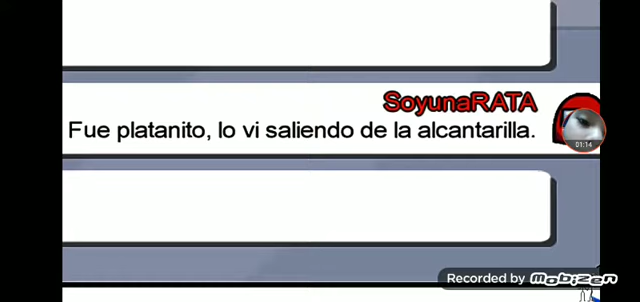 SoyunaRATA
Fue platanito, lo vi saliendo de la alcantarilla.
01:14
Recorded by Mobizen